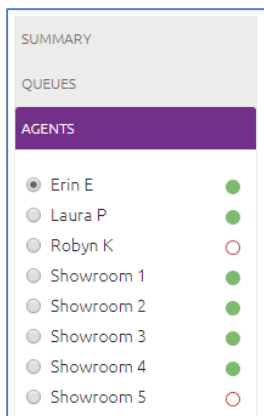 SUMMARY
QUEUES
AGENTS
Erin E
Laura P
Robyn K
Showroom 1
Showroom 2
Showroom 3
Showroom 4
Showroom 5